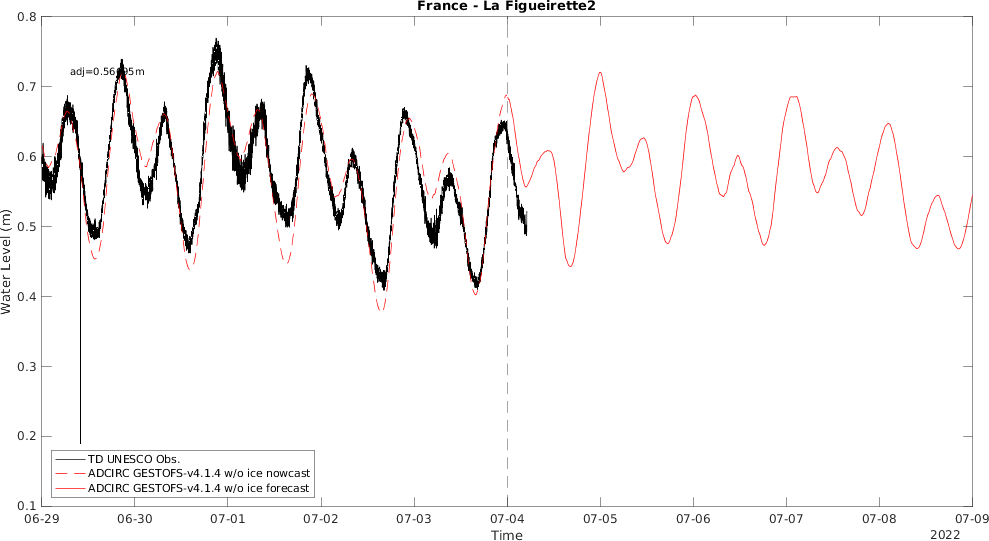 France - La Figueirette2
0.8
0.7
0.6
0.5
0.4
0.3
0.2
0.1
Water Level (m)
TD UNESCO Obs.
ADCIRC GESTOFS-v4.1.4 w/o ice nowcast
ADCIRC GESTOFS-v4.1.4 w/o ice forecast
06-29 06-30 07-01 07-02 07-03 07-04 07-05 07-06 07-07 07-08 07-09
Time
2022